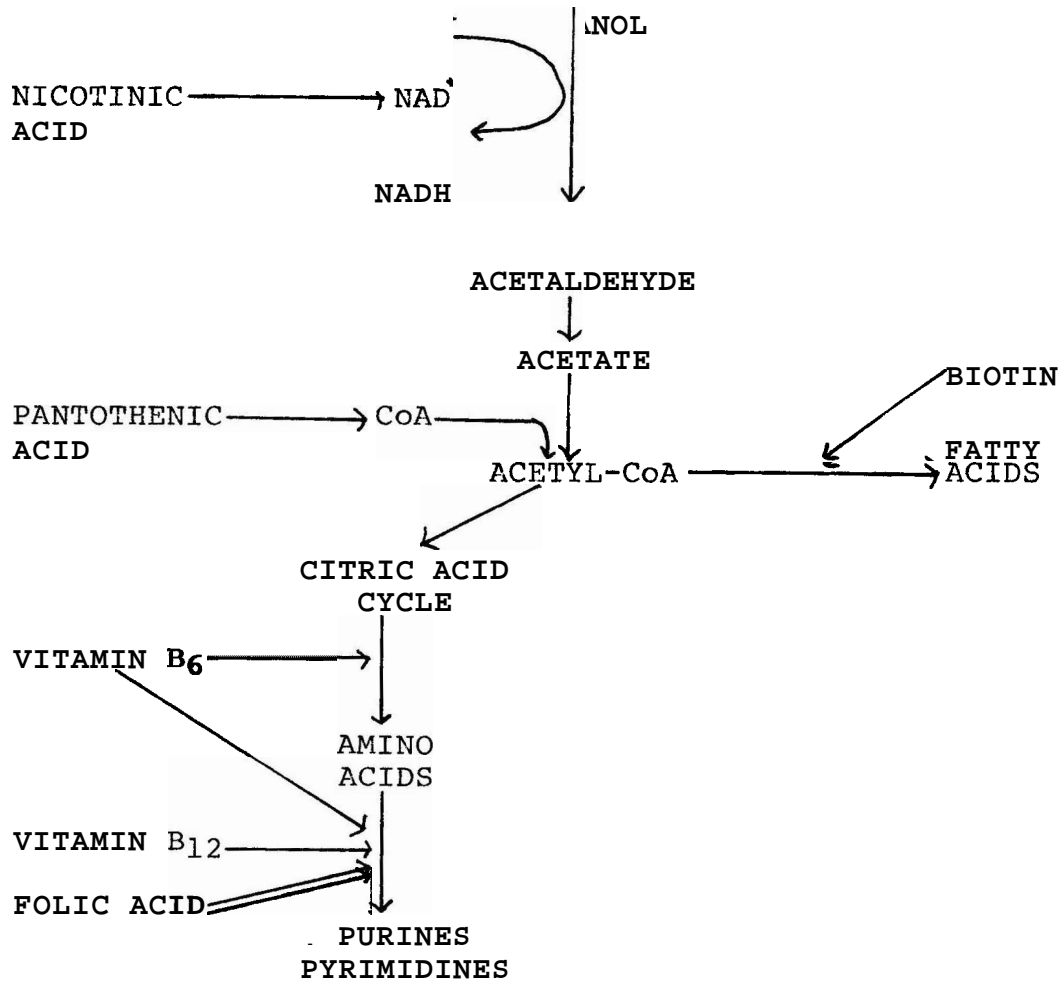 ANOL
NICOTINIC NAD+
ACID
NADH
ACETALDEHYDE
ACETATE
BIOTIN
PANTOTHENIC CoA
ACID
FATTY
ACETYL-CoA ACIDS
CITRIC ACID
CYCLE
VITAMIN B6
AMINO
ACIDS
VITAMIN B12
FOLIC ACID
PURINES
PYRIMIDINES